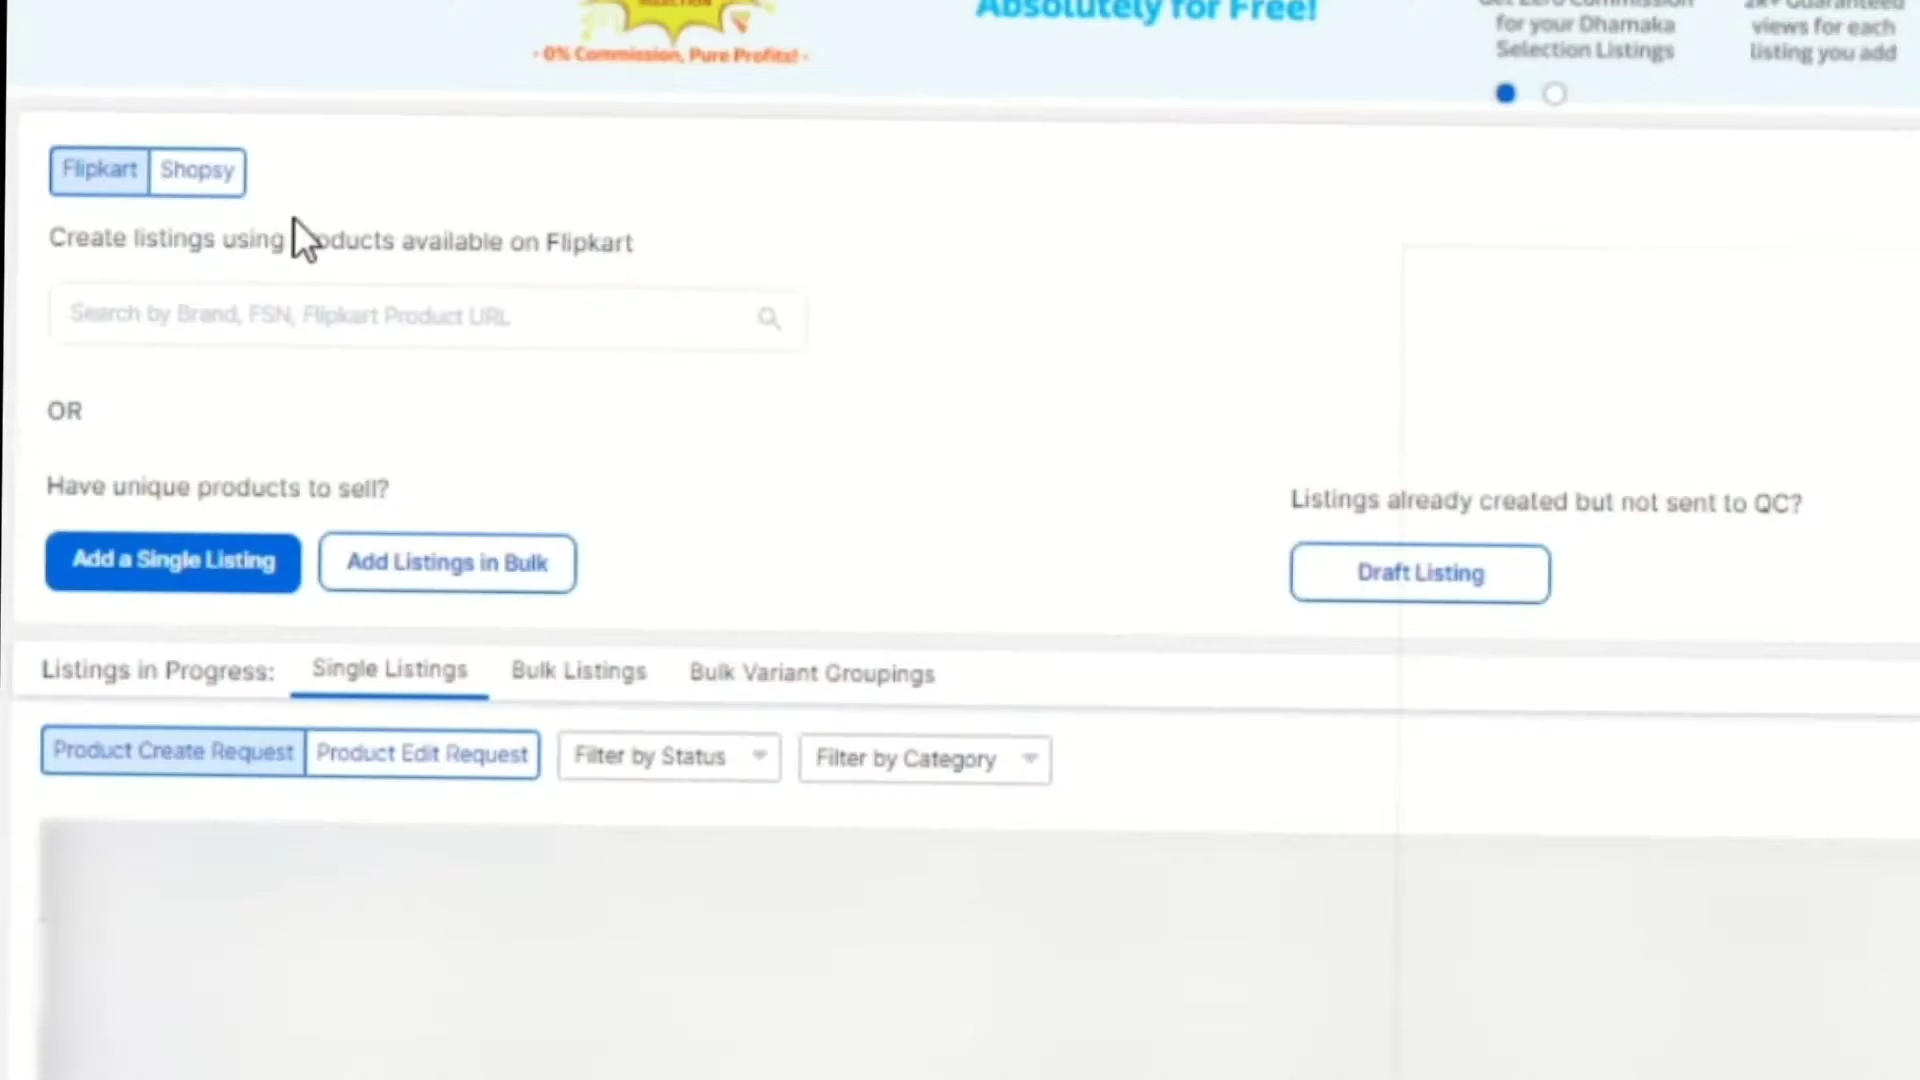 Absolutely for Free!
- 0% Commission, Pure Profits! -
Get Zero Commission
for your Dhamaka
Selection Listings
2k+ Guaranteed
views for each
listing you add
Flipkart Shopsy
Create listings using products available on Flipkart
Search by Brand, FSN, Flipkart Product URL
OR
Have unique products to sell?
Add a Single Listing Add Listings in Bulk
Listings already created but not sent to QC?
Draft Listing
Listings in Progress: Single Listings Bulk Listings Bulk Variant Groupings
Product Create Request Product Edit Request Filter by Status Filter by Category